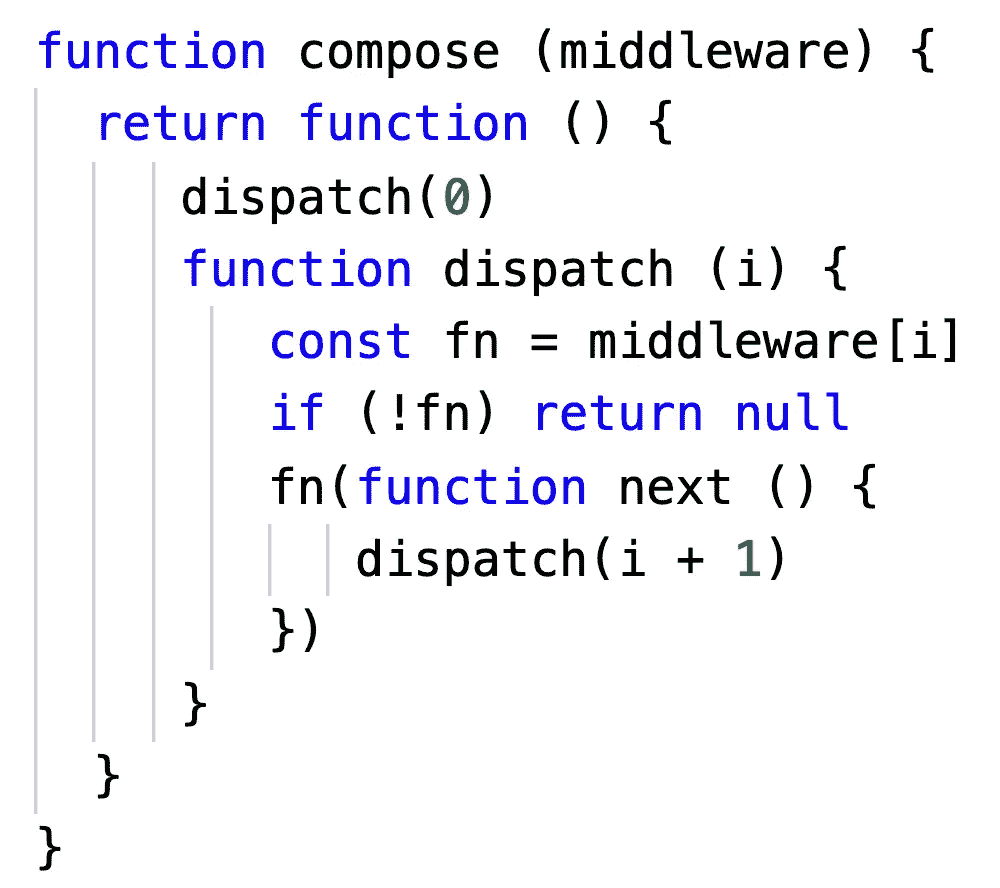 function compose (middleware) {
  return function () {
     dispatch(0)
     function dispatch (i) {
        const fn = middleware[i]
        if (!fn) return null
        fn(function next () {
           dispatch(i + 1)
        })
     }
  }
}